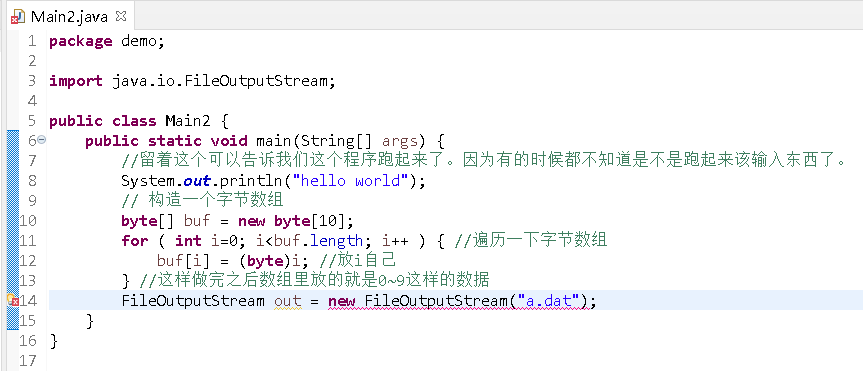 Main2.java
1 package demo;
2
3 import java.io.FileOutputStream;
4
5 public class Main2 {
6 public static void main(String[] args) {
7 //留着这个可以告诉我们这个程序跑起来了。因为有的时候都不知道是不是跑起来该输入东西了。
8 System.out.println("hello world");
9 // 构造一个字节数组
10 byte[] buf = new byte[10];
11 for ( int i=0; i<buf.length; i++ ) { //遍历一下字节数组
12 buf[i] = (byte)i; //放i自己
13 } //这样做完之后数组里放的就是0~9这样的数据
14 FileOutputStream out = new FileOutputStream("a.dat");
15 }
16 }
17